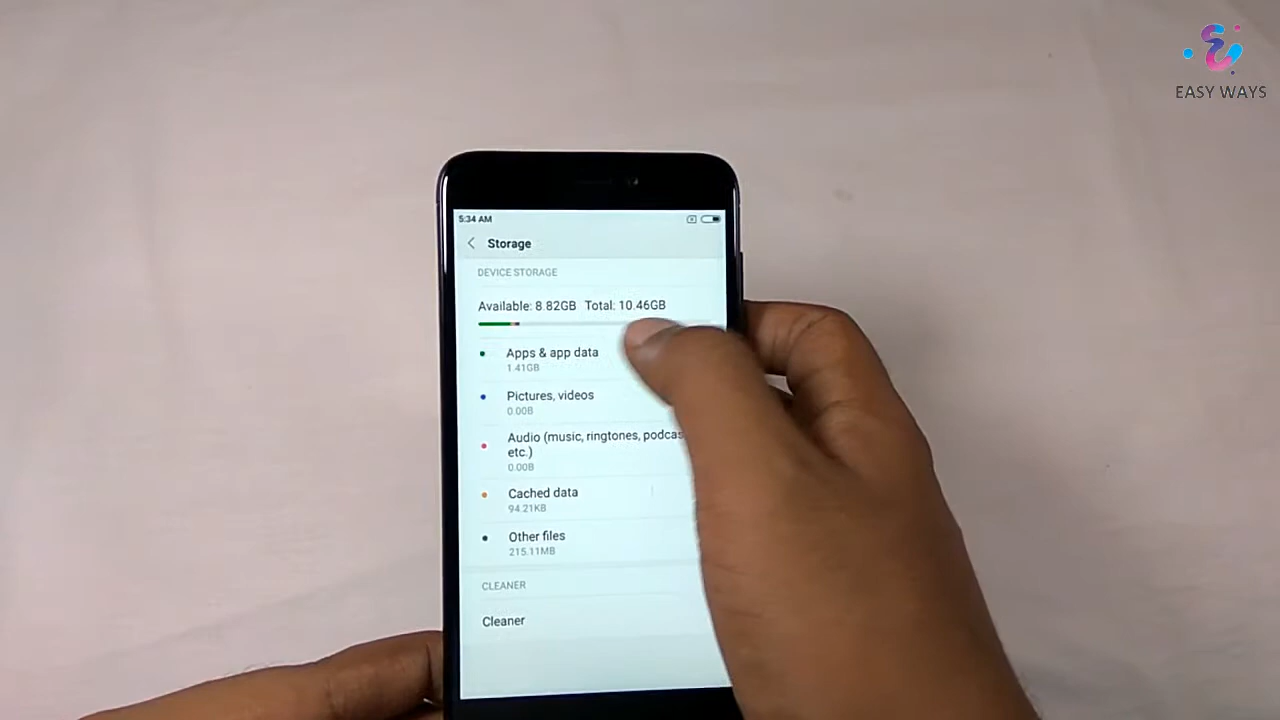 EASY WAYS
5:34 AM
Storage
DEVICE STORAGE
Available: 8.82GB Total: 10.46GB
Apps & app data
1.41GB
Pictures, videos
0.00B
Audio (music, ringtones, podcas
etc.)
0.00B
Cached data
94.21KB
Other files
215.11MB
CLEANER
Cleaner